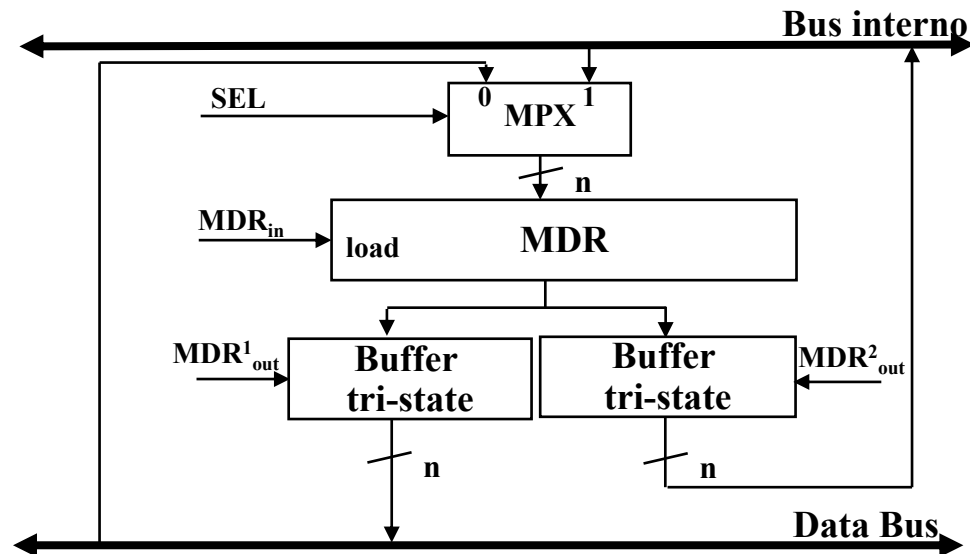 Bus interno
0
1
SEL
MPX
n
MDRin
load
MDR
MDR1out
Buffer
tri-state
Buffer
tri-state
MDR2out
n
n
Data Bus